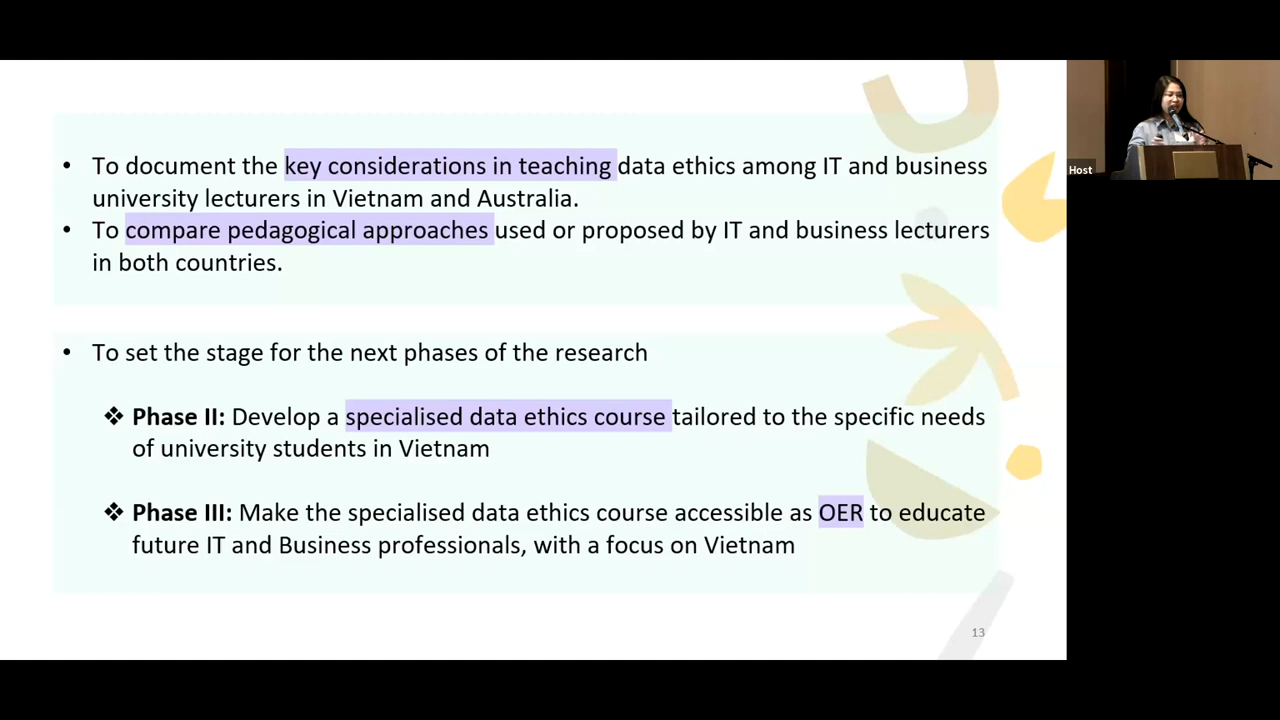 • To document the key considerations in teaching data ethics among IT and business
university lecturers in Vietnam and Australia.
• To compare pedagogical approaches used or proposed by IT and business lecturers
in both countries.
• To set the stage for the next phases of the research
❖ Phase II: Develop a specialised data ethics course tailored to the specific needs
of university students in Vietnam
❖ Phase III: Make the specialised data ethics course accessible as OER to educate
future IT and Business professionals, with a focus on Vietnam
13
Host